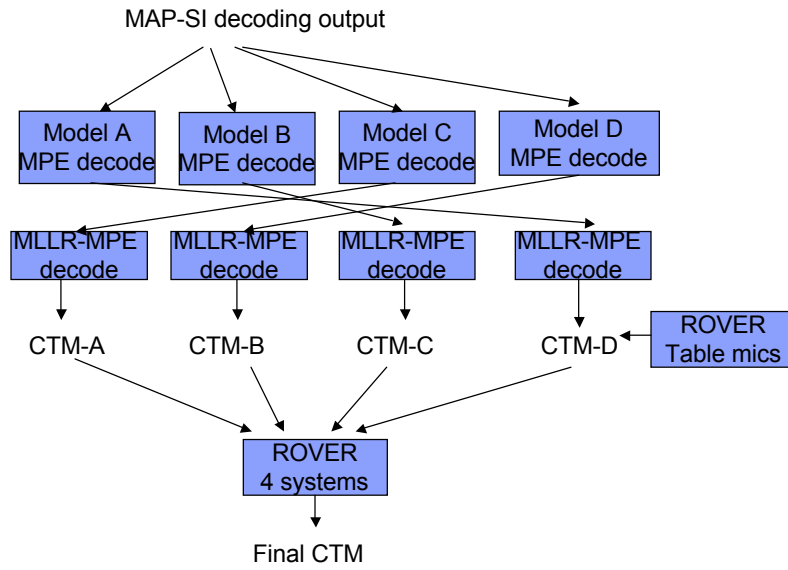 MAP-SI decoding output
Model A
MPE decode
Model B
MPE decode
Model C
MPE decode
Model D
MPE decode
MLLR-MPE
decode
MLLR-MPE
decode
MLLR-MPE
decode
MLLR-MPE
decode
CTM-A
CTM-B
CTM-C
CTM-D
ROVER
Table mics
ROVER
4 systems
Final CTM